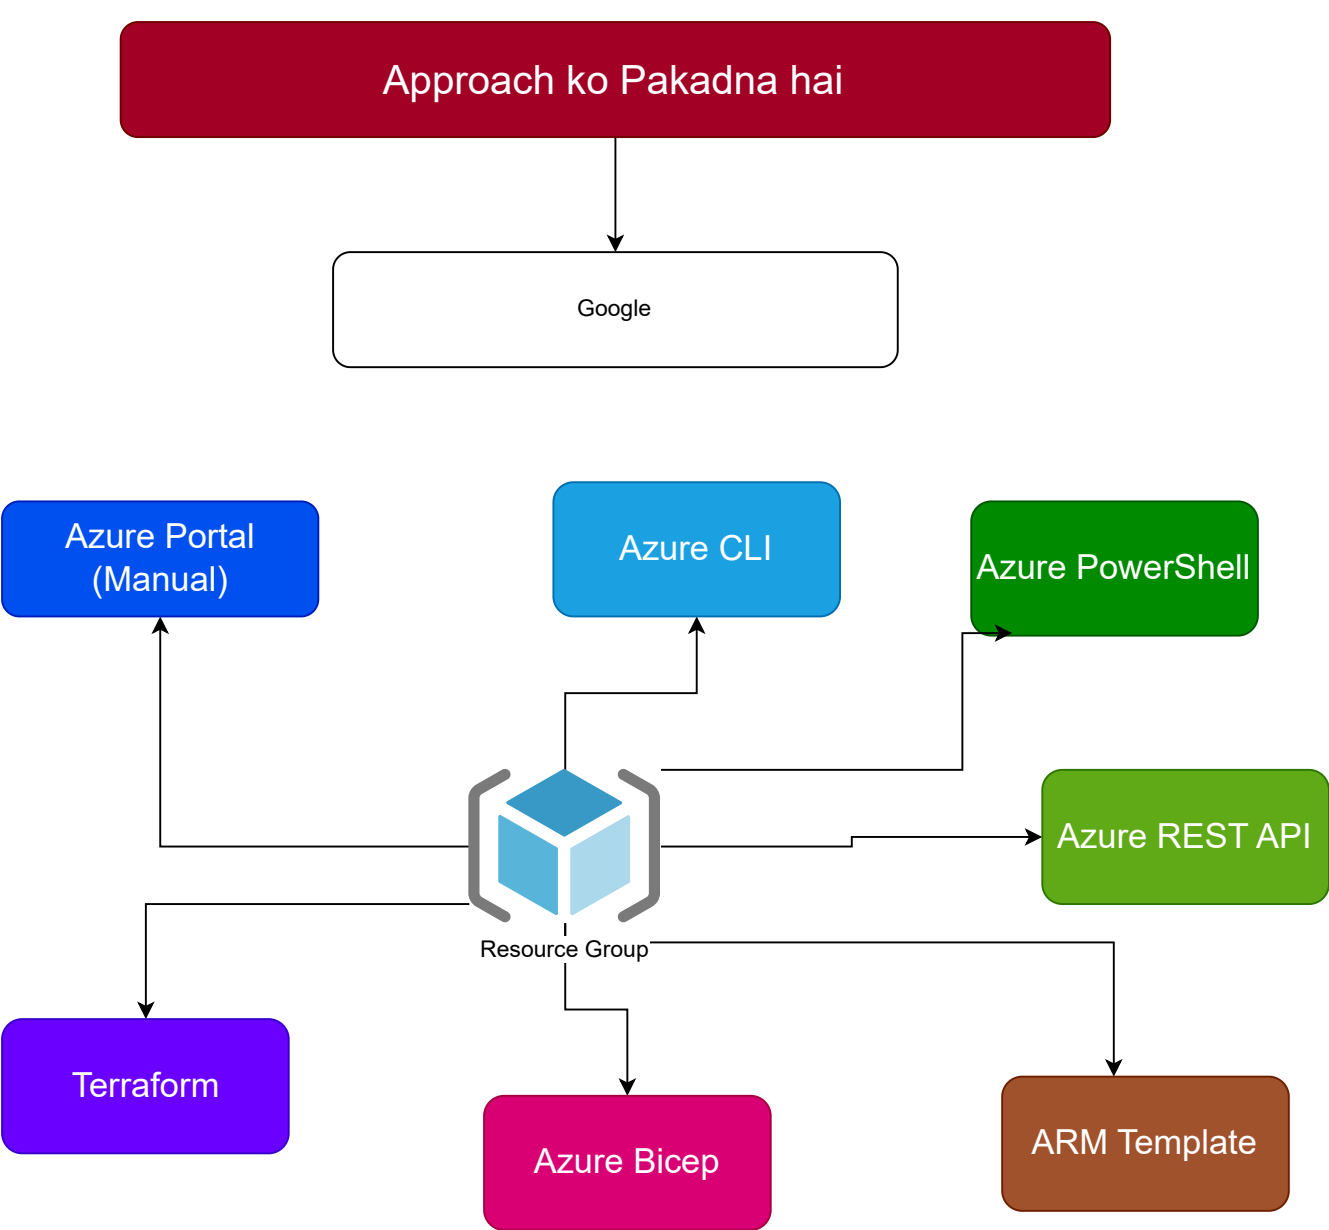 Approach ko Pakadna hai
Google
Azure Portal
(Manual)
Azure CLI
Azure PowerShell
Azure REST API
Resource Group
Terraform
Azure Bicep
ARM Template